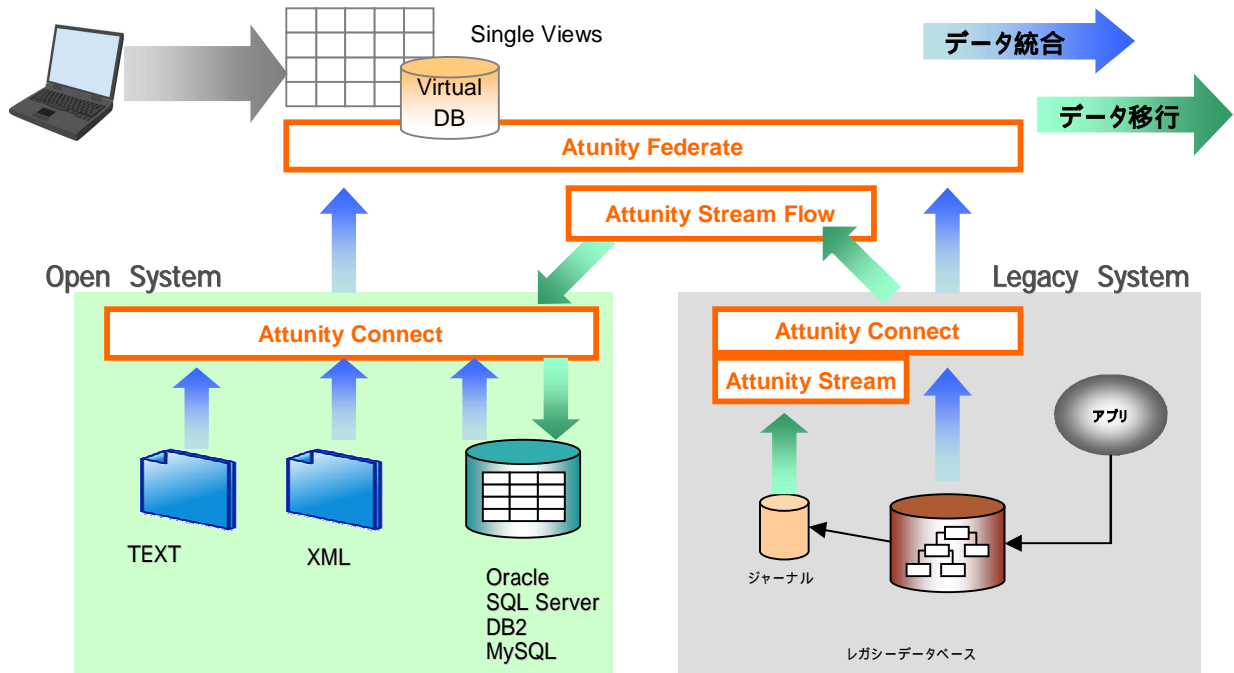 Single Views
データ統合
Virtual
DB
データ移行
Atunity Federate
Attunity Stream Flow
Open System
Legacy System
Attunity Connect
Attunity Connect
Attunity Stream
アプリ
TEXT
XML
ジャーナル
Oracle
SQL Server
DB2
MySQL
レガシーデータベース